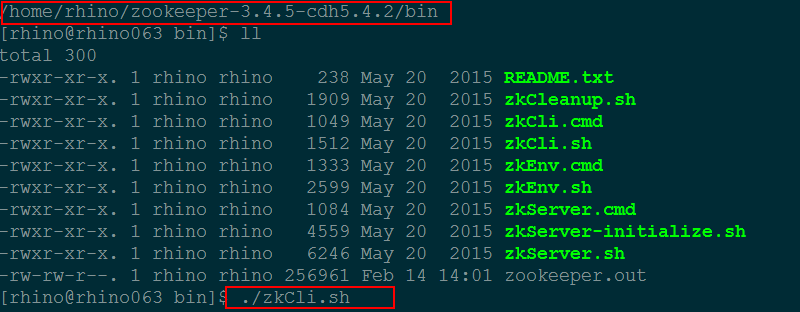 /home/rhino/zookeeper-3.4.5-cdh5.4.2/bin
[rhino@rhino063 bin]$ ll
total 300
-rwxr-xr-x. 1 rhino rhino    238 May 20  2015 README.txt
-rwxr-xr-x. 1 rhino rhino   1909 May 20  2015 zkCleanup.sh
-rwxr-xr-x. 1 rhino rhino   1049 May 20  2015 zkCli.cmd
-rwxr-xr-x. 1 rhino rhino   1512 May 20  2015 zkCli.sh
-rwxr-xr-x. 1 rhino rhino   1333 May 20  2015 zkEnv.cmd
-rwxr-xr-x. 1 rhino rhino   2599 May 20  2015 zkEnv.sh
-rwxr-xr-x. 1 rhino rhino   1084 May 20  2015 zkServer.cmd
-rwxr-xr-x. 1 rhino rhino   4559 May 20  2015 zkServer-initialize.sh
-rwxr-xr-x. 1 rhino rhino   6246 May 20  2015 zkServer.sh
-rw-rw-r--. 1 rhino rhino 256961 Feb 14 14:01 zookeeper.out
[rhino@rhino063 bin]$ ./zkCli.sh